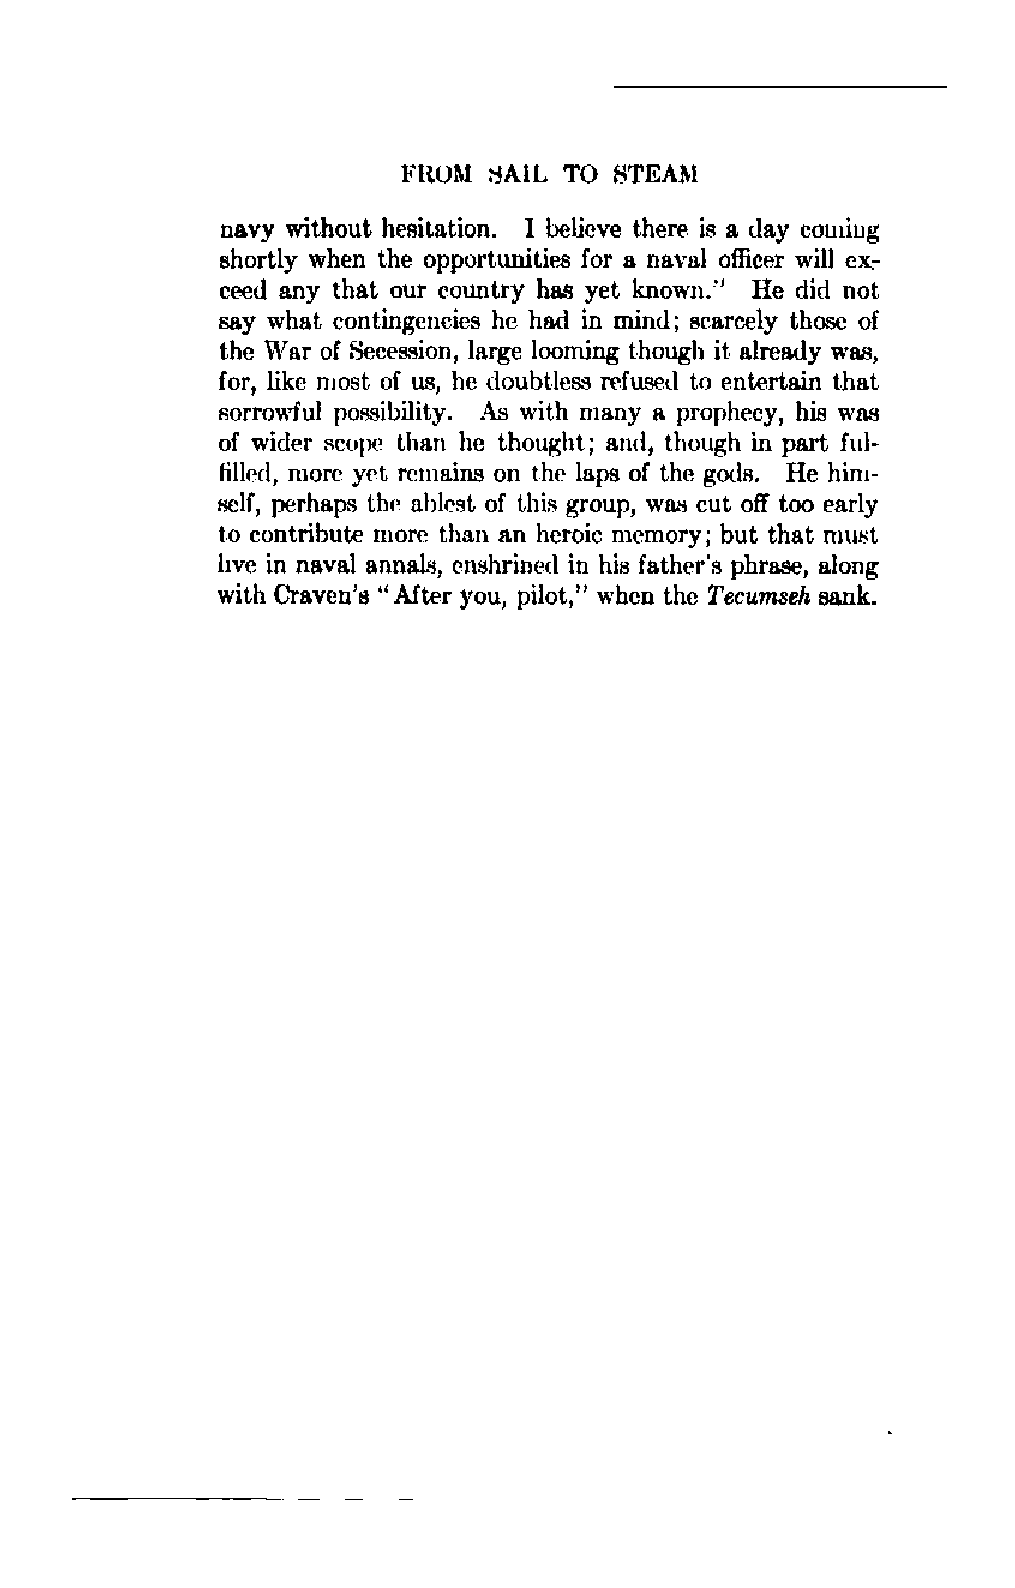 FROM SAIL TO STEAM
navy without hesitation. I believe there is a day coming
shortly when the opportunities for a naval officer will ex-
ceed any that our country has yet known." He did not
say what contingencies he had in mind; scarcely those of
the War of Secession, large looming though it already was,
for, like most of us, he doubtless refused to entertain that
sorrowful possibility. As with many a prophecy, his was
of wider scope than he thought; and, though in part ful-
filled, more yet remains on the laps of the gods. He him-
self, perhaps the ablest of this group, was cut off too early
to contribute more than an heroic memory; but that must
live in naval annals, enshrined in his father's phrase, along
with Craven's "After you, pilot," when the Tecumseh sank.